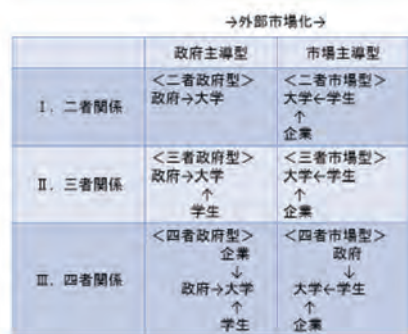 →外部市場化→
政府主導型 市場主導型
Ⅰ．二者関係
＜二者政府型＞
政府→大学
＜二者市場型＞
大学←学生
↑
企業
Ⅱ．三者関係
＜三者政府型＞
政府→大学
↑
学生
＜三者市場型＞
大学←学生
↑
企業
Ⅲ．四者関係
＜四者政府型＞
企業
↓
政府→大学
↑
学生
＜四者市場型＞
政府
↓
大学←学生
↑
企業